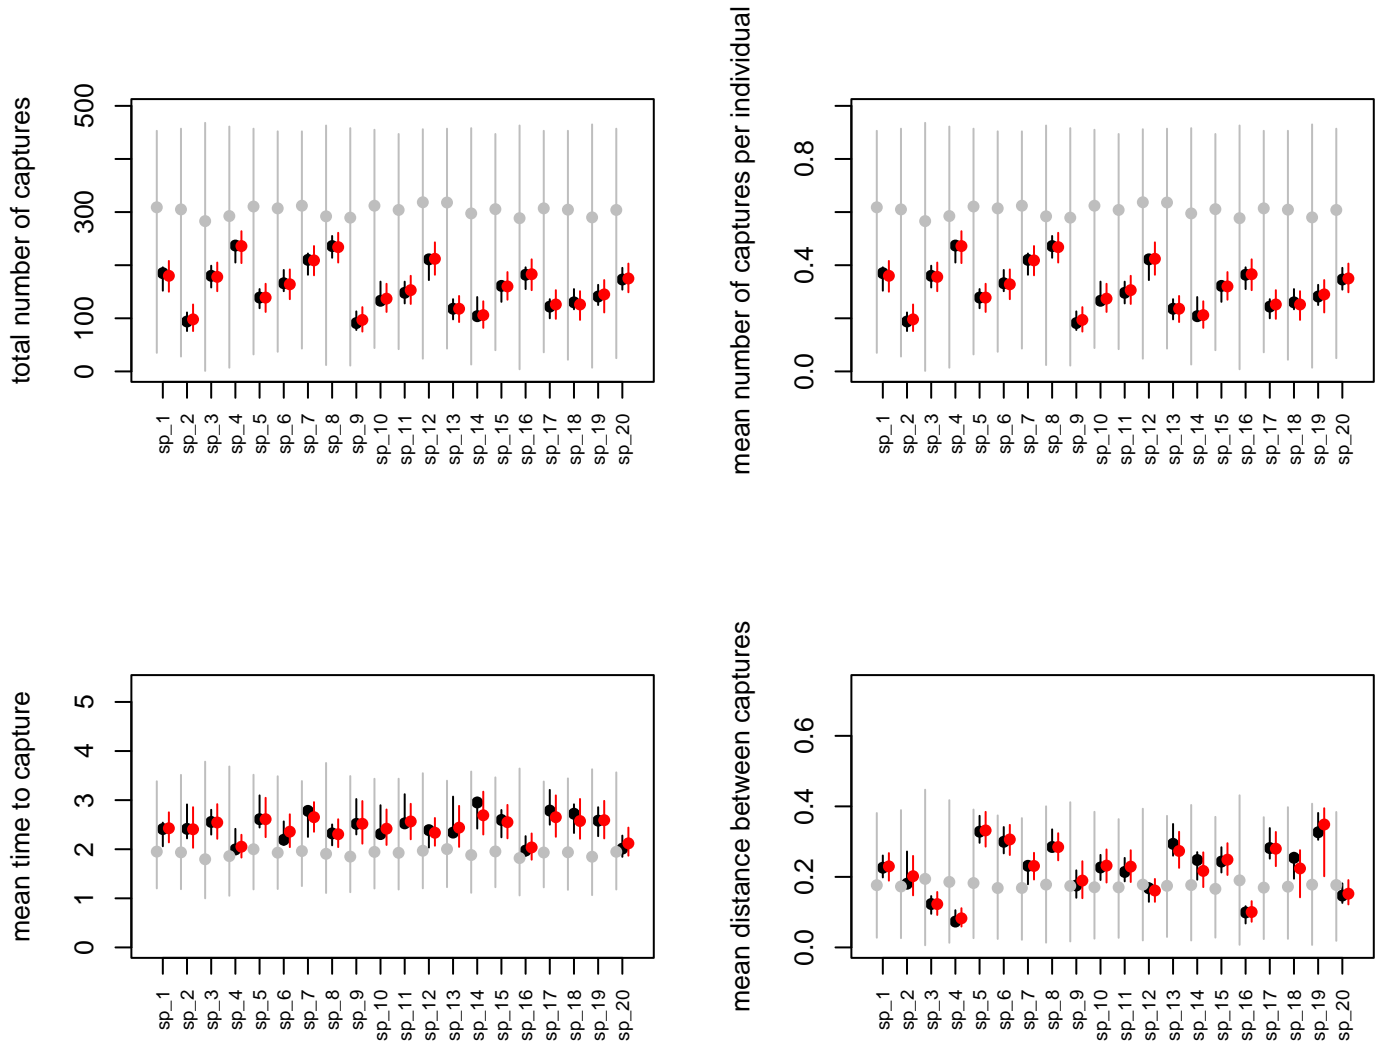 total number of captures
500
300
100
0
sp_1
sp_2
sp_3
sp_4
sp_5
sp_6
sp_7
sp_8
sp_9
sp_10
sp_11
sp_12
sp_13
sp_14
sp_15
sp_16
sp_17
sp_18
sp_19
sp_20
mean number of captures per individual
0.8
0.4
0.0
sp_1
sp_2
sp_3
sp_4
sp_5
sp_6
sp_7
sp_8
sp_9
sp_10
sp_11
sp_12
sp_13
sp_14
sp_15
sp_16
sp_17
sp_18
sp_19
sp_20
mean time to capture
5
4
3
2
1
0
sp_1
sp_2
sp_3
sp_4
sp_5
sp_6
sp_7
sp_8
sp_9
sp_10
sp_11
sp_12
sp_13
sp_14
sp_15
sp_16
sp_17
sp_18
sp_19
sp_20
mean distance between captures
0.6
0.4
0.2
0.0
sp_1
sp_2
sp_3
sp_4
sp_5
sp_6
sp_7
sp_8
sp_9
sp_10
sp_11
sp_12
sp_13
sp_14
sp_15
sp_16
sp_17
sp_18
sp_19
sp_20